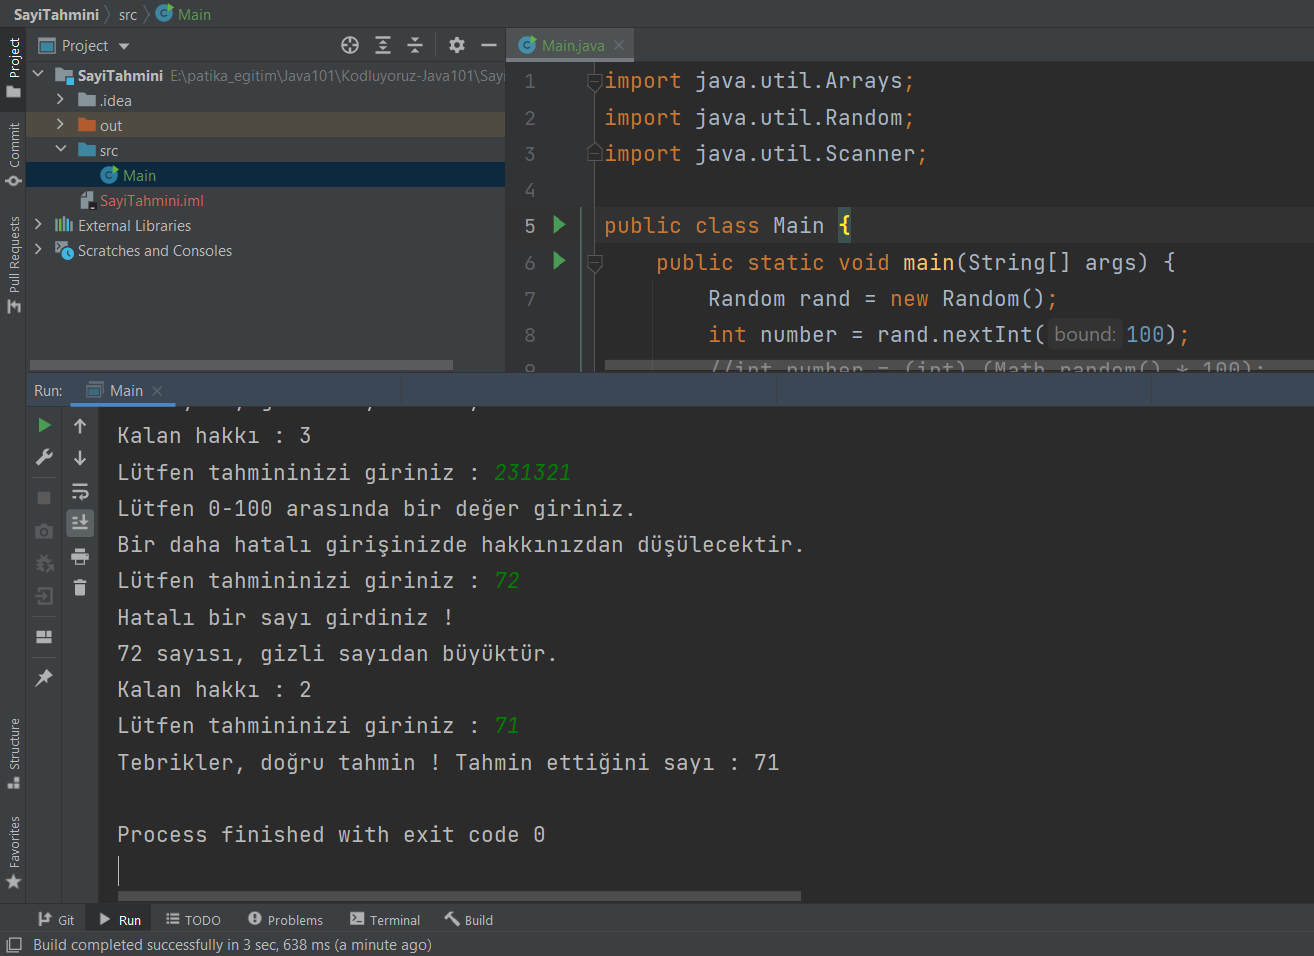 SayiTahmini src Main
Project
Main.java
SayiTahmini E:\patika_egitim\Java101\Kodluyoruz-Java101\Say
.idea
out
src
Main
SayiTahmini.iml
External Libraries
Scratches and Consoles
Project
Commit
Pull Requests
1 import java.util.Arrays;
2 import java.util.Random;
3 import java.util.Scanner;
4
5 public class Main {
6 public static void main(String[] args) {
7 Random rand = new Random();
8 int number = rand.nextInt( bound: 100);
9 //int number = (int) (Math.random() * 100);
Run: Main
Kalan hakkı : 3
Lütfen tahmininizi giriniz : 231321
Lütfen 0-100 arasında bir değer giriniz.
Bir daha hatalı girişinizde hakkınızdan düşülecektir.
Lütfen tahmininizi giriniz : 72
Hatalı bir sayı girdiniz !
72 sayısı, gizli sayıdan büyüktür.
Kalan hakkı : 2
Lütfen tahmininizi giriniz : 71
Tebrikler, doğru tahmin ! Tahmin ettiğini sayı : 71
Process finished with exit code 0
Structure
Favorites
Git Run TODO Problems Terminal Build
Build completed successfully in 3 sec, 638 ms (a minute ago)